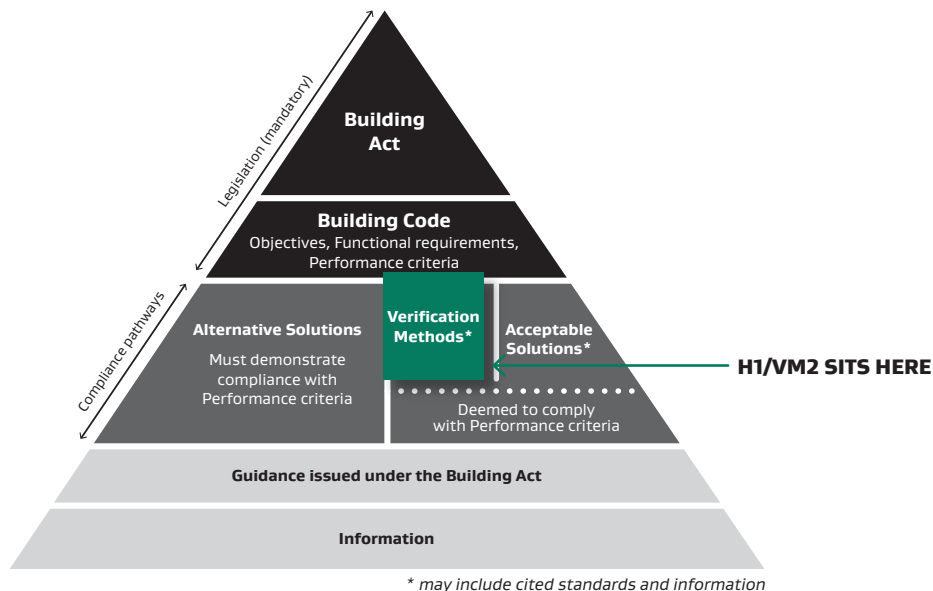 Legislation (mandatory)
Building
Act
Building Code
Objectives, Functional requirements,
Performance criteria
Compliance pathways
Alternative Solutions
Must demonstrate
compliance with
Performance criteria
Verification
Methods*
Acceptable
Solutions*
H1/VM2 SITS HERE
Deemed to comply
with Performance criteria
Guidance issued under the Building Act
Information
* may include cited standards and information